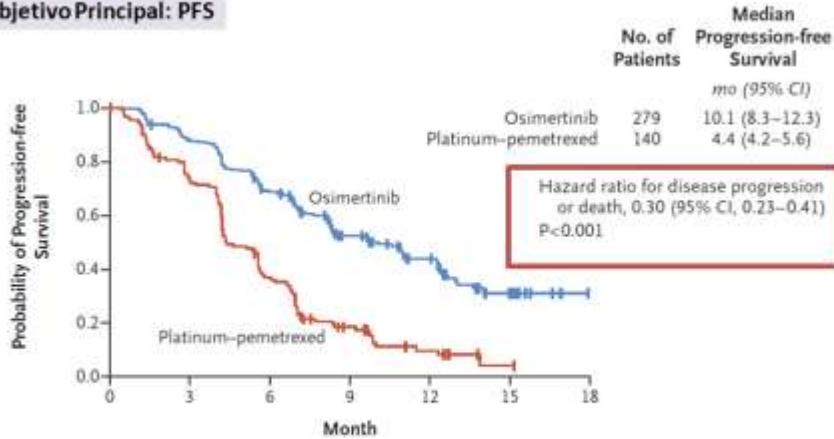 bjetivo Principal: PFS
No. of Patients
Median Progression-free Survival
mo (95% CI)
Osimertinib 279 10.1 (8.3–12.3)
Platinum–pemetrexed 140 4.4 (4.2–5.6)
Hazard ratio for disease progression
or death, 0.30 (95% CI, 0.23–0.41)
P<0.001
Probability of Progression-free
Survival
1.0
0.8
0.6
0.4
0.2
0.0
Osimertinib
Platinum–pemetrexed
0 3 6 9 12 15 18
Month